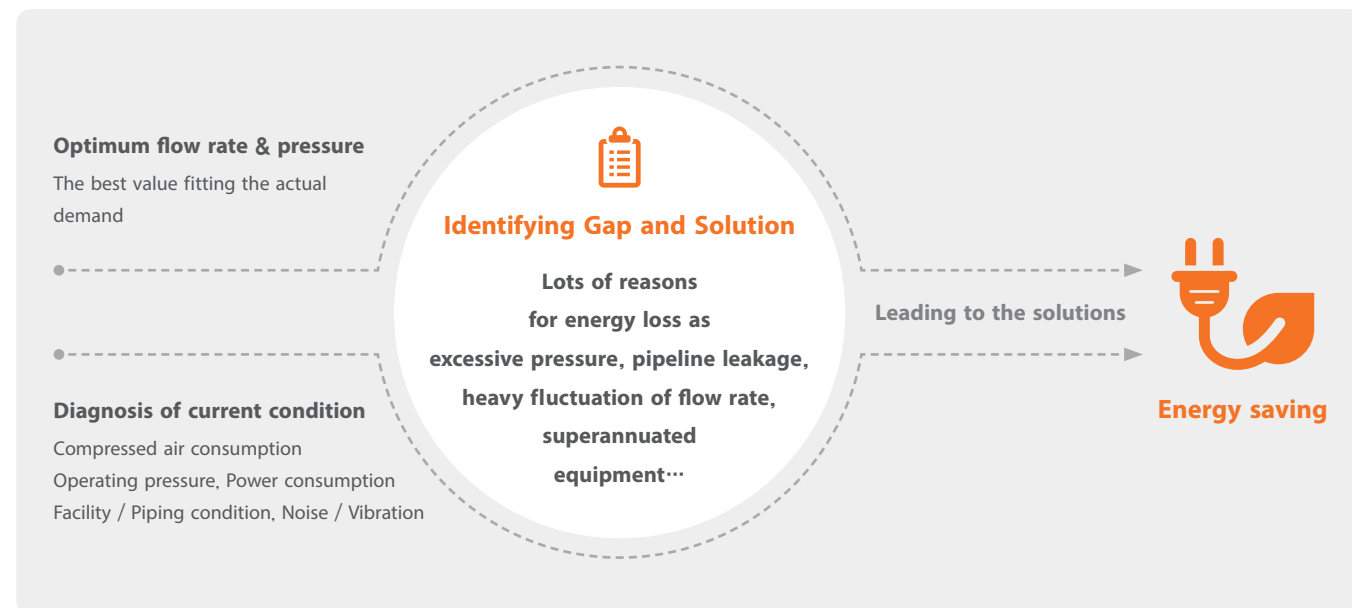 Optimum flow rate & pressure
The best value fitting the actual
demand
Diagnosis of current condition
Compressed air consumption
Operating pressure, Power consumption
Facility / Piping condition, Noise / Vibration
Identifying Gap and Solution
Lots of reasons
for energy loss as
excessive pressure, pipeline leakage,
heavy fluctuation of flow rate,
superannuated
equipment···
Leading to the solutions
Energy saving